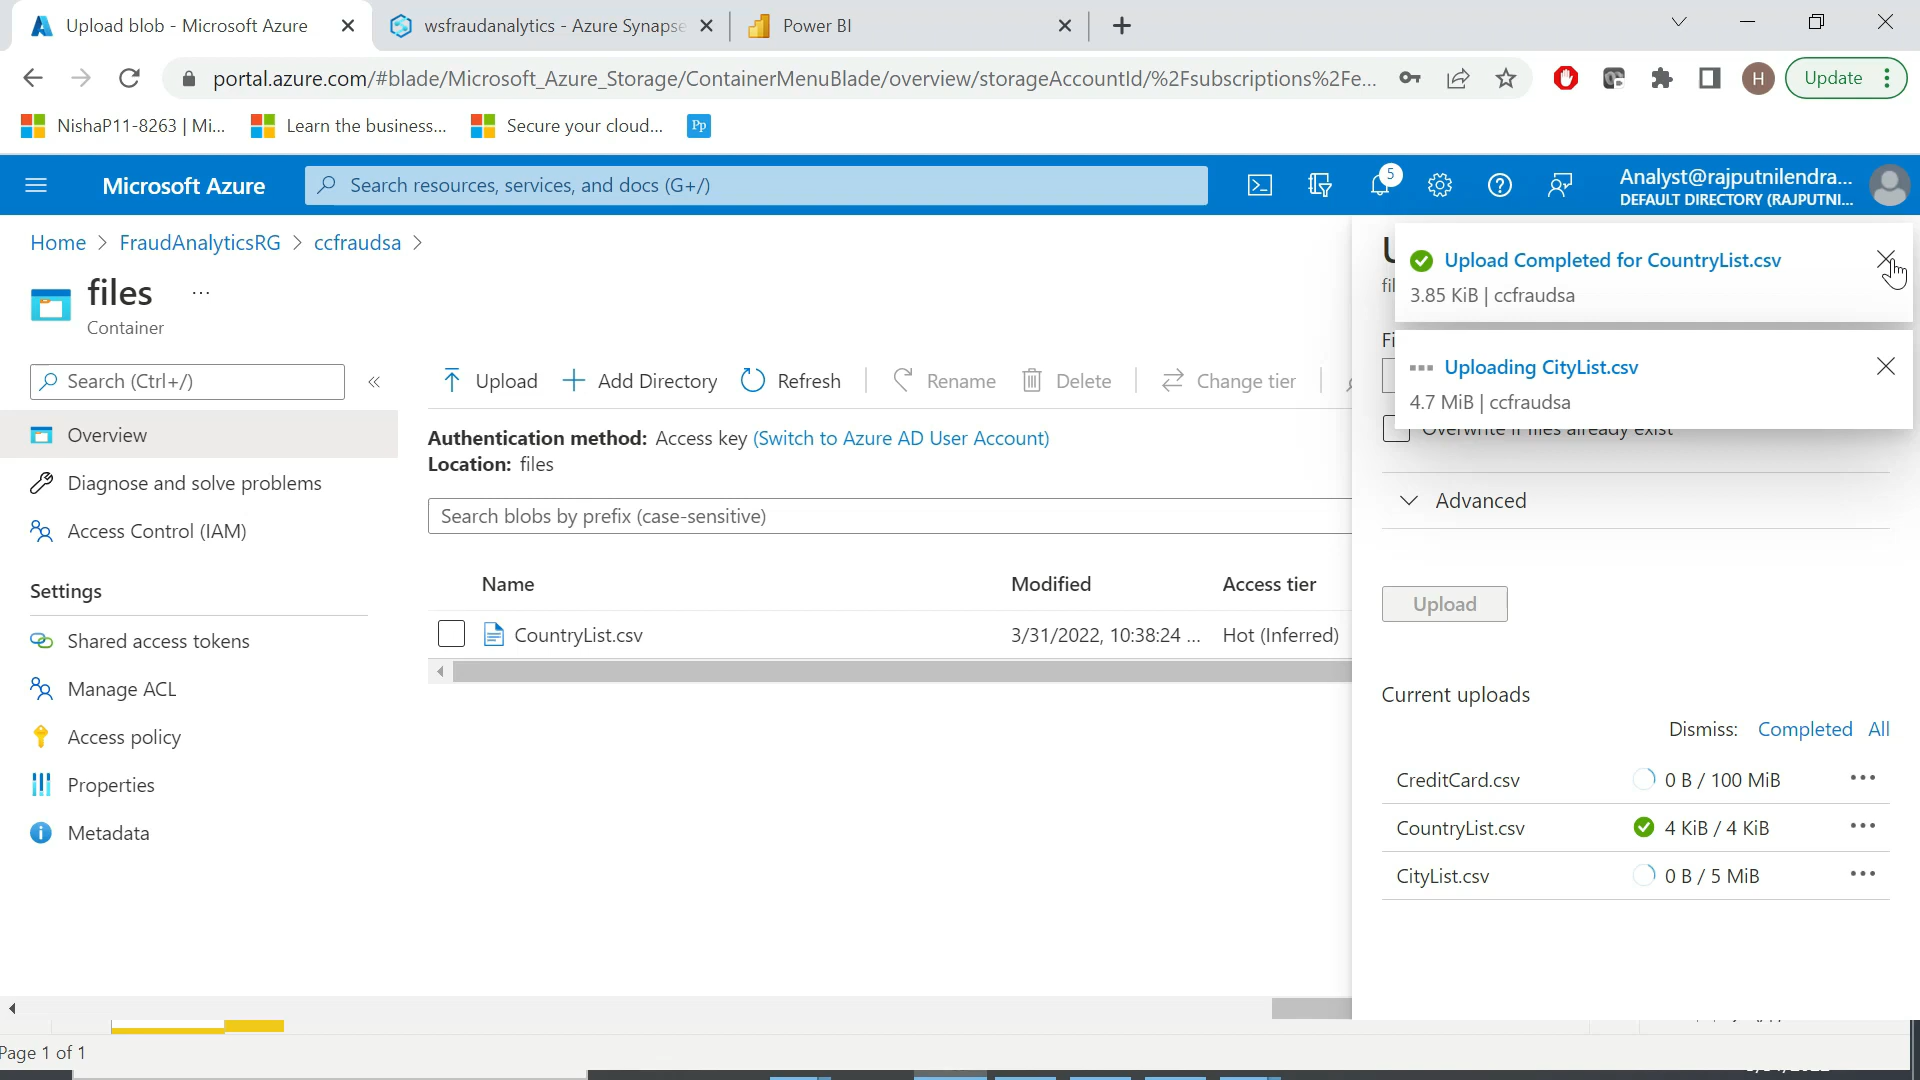 Upload blob - Microsoft Azure
wsfraudanalytics - Azure Synapse
Power BI
portal.azure.com/#blade/Microsoft_Azure_Storage/ContainerMenuBlade/overview/storageAccountId/%2Fsubscriptions%2Fe...
H
Update
NishaP11-8263 | Mi...
Learn the business...
Secure your cloud...
Pp
Microsoft Azure
Search resources, services, and docs (G+/)
5
Analyst@rajputnilendra...
DEFAULT DIRECTORY (RAJPUTNI...
Home > FraudAnalyticsRG > ccfraudsa >
files ...
Container
Search (Ctrl+/)
Overview
Diagnose and solve problems
Access Control (IAM)
Settings
Shared access tokens
Manage ACL
Access policy
Properties
Metadata
Upload
Add Directory
Refresh
Rename
Delete
Change tier
Authentication method: Access key (Switch to Azure AD User Account)
Location: files
Search blobs by prefix (case-sensitive)
Name Modified Access tier
CountryList.csv 3/31/2022, 10:38:24 ... Hot (Inferred)
Upload Completed for CountryList.csv
3.85 KiB | ccfraudsa
Uploading CityList.csv
4.7 MiB | ccfraudsa
Overwrite if files already exist
Advanced
Upload
Current uploads
Dismiss: Completed All
CreditCard.csv 0 B / 100 MiB ...
CountryList.csv 4 KiB / 4 KiB ...
CityList.csv 0 B / 5 MiB ...
Page 1 of 1